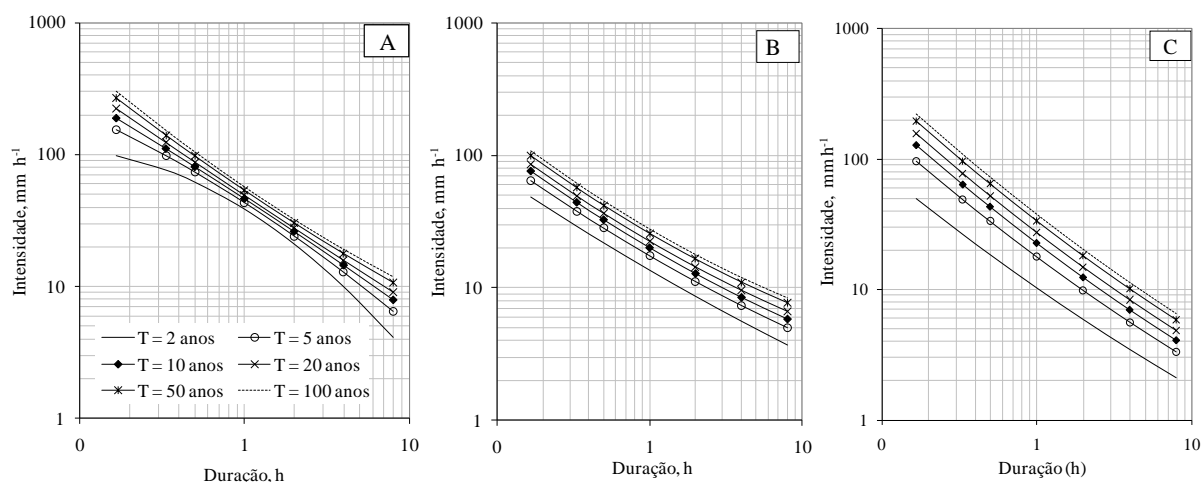 A
1000
100
10
1
Intensidade, mm h⁻¹
T = 2 anos
T = 5 anos
T = 10 anos
T = 20 anos
T = 50 anos
T = 100 anos
0
1
10
Duração, h
B
1000
100
10
1
Intensidade, mm h⁻¹
0
1
10
Duração, h
C
1000
100
10
1
Intensidade, mm h⁻¹
0
1
10
Duração (h)